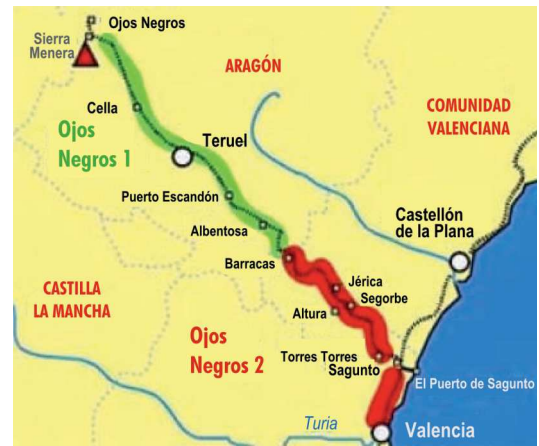 Ojos Negros
Sierra
Menera
ARAGÓN
COMUNIDAD
VALENCIANA
Cella
Ojos
Negros 1
Teruel
Puerto Escandón
Castellón
de la Plana
Albentosa
Barracas
CASTILLA
LA MANCHA
Jérica
Segorbe
Altura
Ojos
Negros 2
Torres Torres
Sagunto
El Puerto de Sagunto
Turia
Valencia